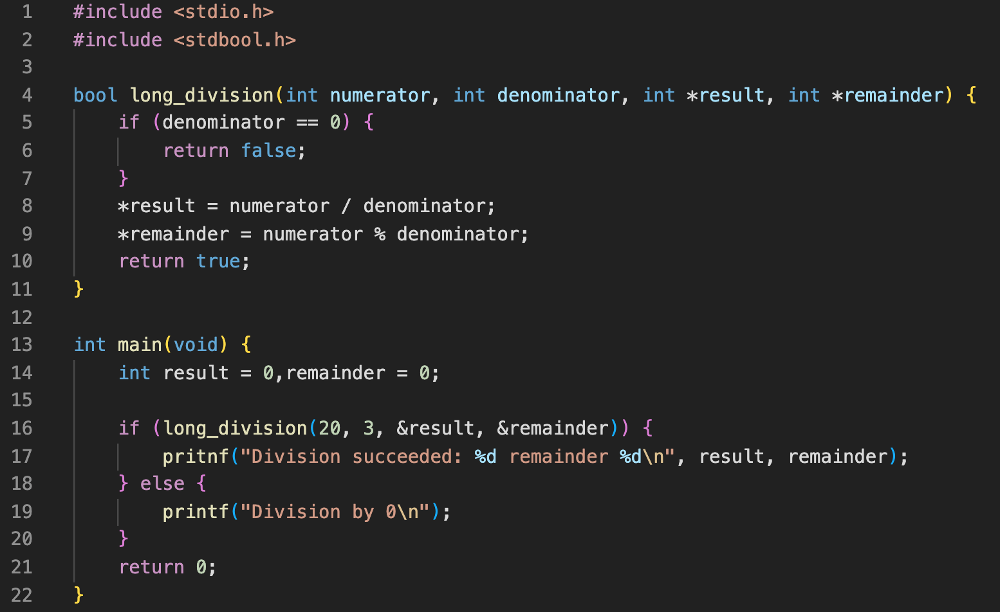 1 #include <stdio.h>
2 #include <stdbool.h>
3
4 bool long_division(int numerator, int denominator, int *result, int *remainder) {
5     if (denominator == 0) {
6         return false;
7     }
8     *result = numerator / denominator;
9     *remainder = numerator % denominator;
10     return true;
11 }
12
13 int main(void) {
14     int result = 0,remainder = 0;
15
16     if (long_division(20, 3, &result, &remainder)) {
17         pritnf("Division succeeded: %d remainder %d\n", result, remainder);
18     } else {
19         printf("Division by 0\n");
20     }
21     return 0;
22 }